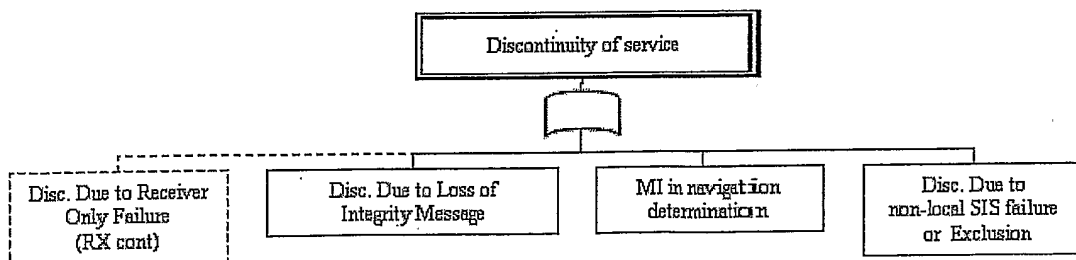 Discontinuity of service
Disc. Due to Receiver
Only Failure
(RX cont)
Disc. Due to Loss of
Integrity Message
MI in navigation
determination
Disc. Due to
non-local SIS failure
or Exclusion